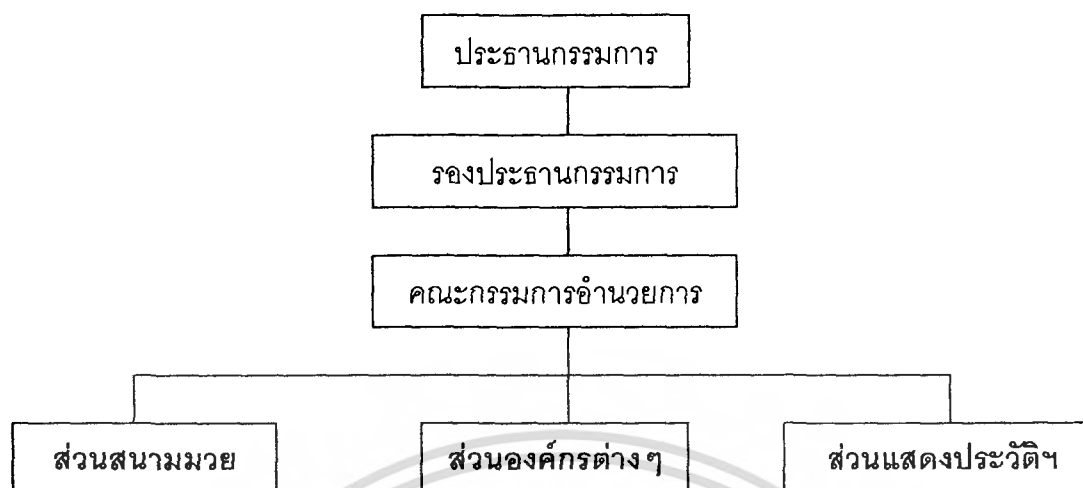 ประธานกรรมการ
รองประธานกรรมการ
คณะกรรมการอำนวยการ
ส่วนสนามมวย
ส่วนองค์กรต่าง ๆ
ส่วนแสดงประวัติฯ